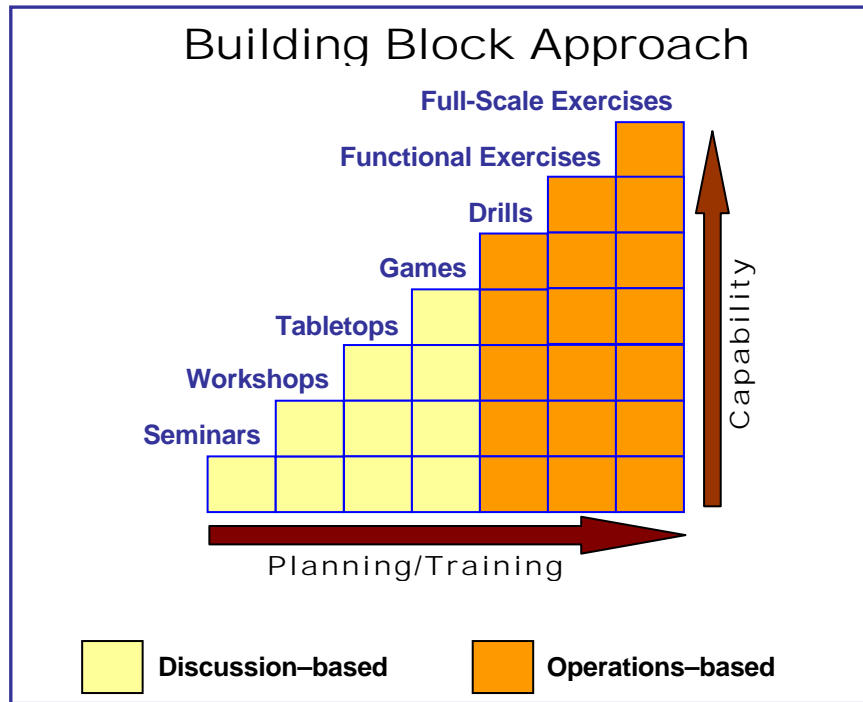 Building Block Approach
Full-Scale Exercises
Functional Exercises
Drills
Games
Tabletops
Workshops
Seminars
Capability
Planning/Training
Discussion–based
Operations–based